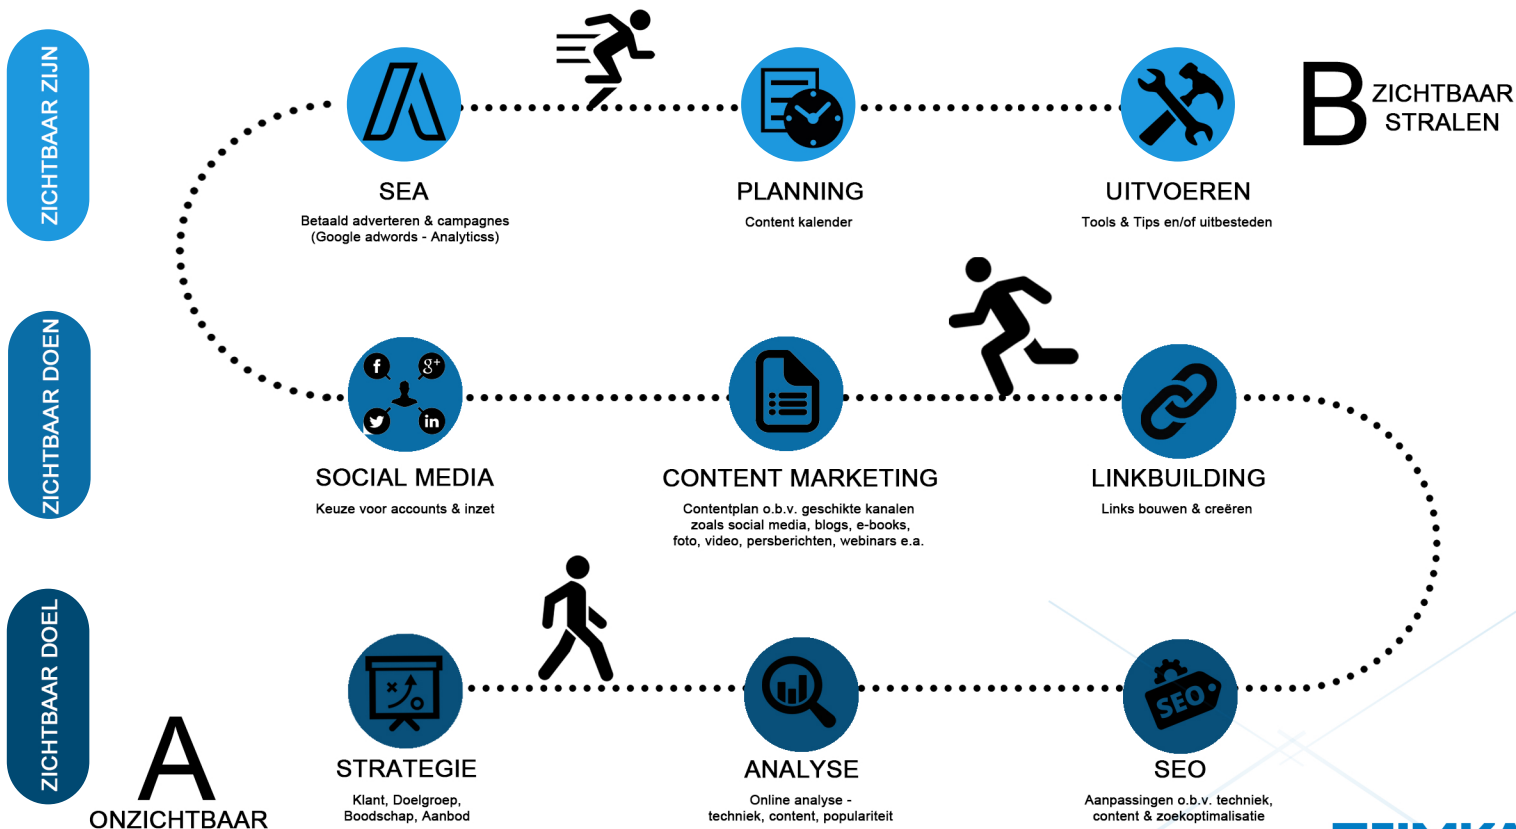 ZICHTBAAR ZIJN
SEA
Betaald adverteren & campagnes
(Google adwords - Analyticss)
PLANNING
Content kalender
UITVOEREN
Tools & Tips en/of uitbesteden
B
ZICHTBAAR
STRALEN
ZICHTBAAR DOEN
f
g+
in
SOCIAL MEDIA
Keuze voor accounts & inzet
CONTENT MARKETING
Contentplan o.b.v. geschikte kanalen
zoals social media, blogs, e-books,
foto, video, persberichten, webinars e.a.
LINKBUILDING
Links bouwen & creëren
ZICHTBAAR DOEL
A
ONZICHTBAAR
STRATEGIE
Klant, Doelgroep,
Boodschap, Aanbod
ANALYSE
Online analyse -
techniek, content, populariteit
SEO
SEO
Aanpassingen o.b.v. techniek,
content & zoekoptimalisatie